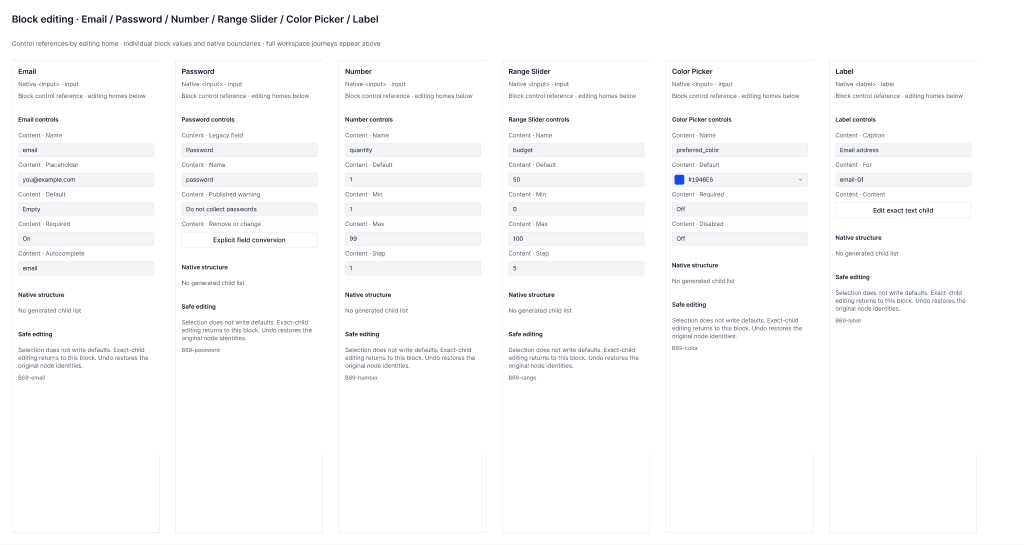 Block editing · Email / Password / Number / Range Slider / Color Picker / Label
Control references by editing home · individual block values and native boundaries · full workspace journeys appear above
Email
Native <input> · input
Block control reference · editing homes below
Email controls
Content · Name
email
Content · Placeholder
you@example.com
Content · Default
Empty
Content · Required
On
Content · Autocomplete
email
Native structure
No generated child list
Safe editing
Selection does not write defaults. Exact-child
editing returns to this block. Undo restores the
original node identities.
B69-email
Password
Native <input> · input
Block control reference · editing homes below
Password controls
Content · Legacy field
Password
Content · Name
password
Content · Published warning
Do not collect passwords
Content · Remove or change
Explicit field conversion
Native structure
No generated child list
Safe editing
Selection does not write defaults. Exact-child
editing returns to this block. Undo restores the
original node identities.
B69-password
Number
Native <input> · input
Block control reference · editing homes below
Number controls
Content · Name
quantity
Content · Default
1
Content · Min
1
Content · Max
99
Content · Step
1
Native structure
No generated child list
Safe editing
Selection does not write defaults. Exact-child
editing returns to this block. Undo restores the
original node identities.
B69-number
Range Slider
Native <input> · input
Block control reference · editing homes below
Range Slider controls
Content · Name
budget
Content · Default
50
Content · Min
0
Content · Max
100
Content · Step
5
Native structure
No generated child list
Safe editing
Selection does not write defaults. Exact-child
editing returns to this block. Undo restores the
original node identities.
B69-range
Color Picker
Native <input> · input
Block control reference · editing homes below
Color Picker controls
Content · Name
preferred_color
Content · Default
#1946E5
Content · Required
Off
Content · Disabled
Off
Native structure
No generated child list
Safe editing
Selection does not write defaults. Exact-child
editing returns to this block. Undo restores the
original node identities.
B69-color
Label
Native <label> · label
Block control reference · editing homes below
Label controls
Content · Caption
Email address
Content · For
email-01
Content · Content
Edit exact text child
Native structure
No generated child list
Safe editing
Selection does not write defaults. Exact-child
editing returns to this block. Undo restores the
original node identities.
B69-label